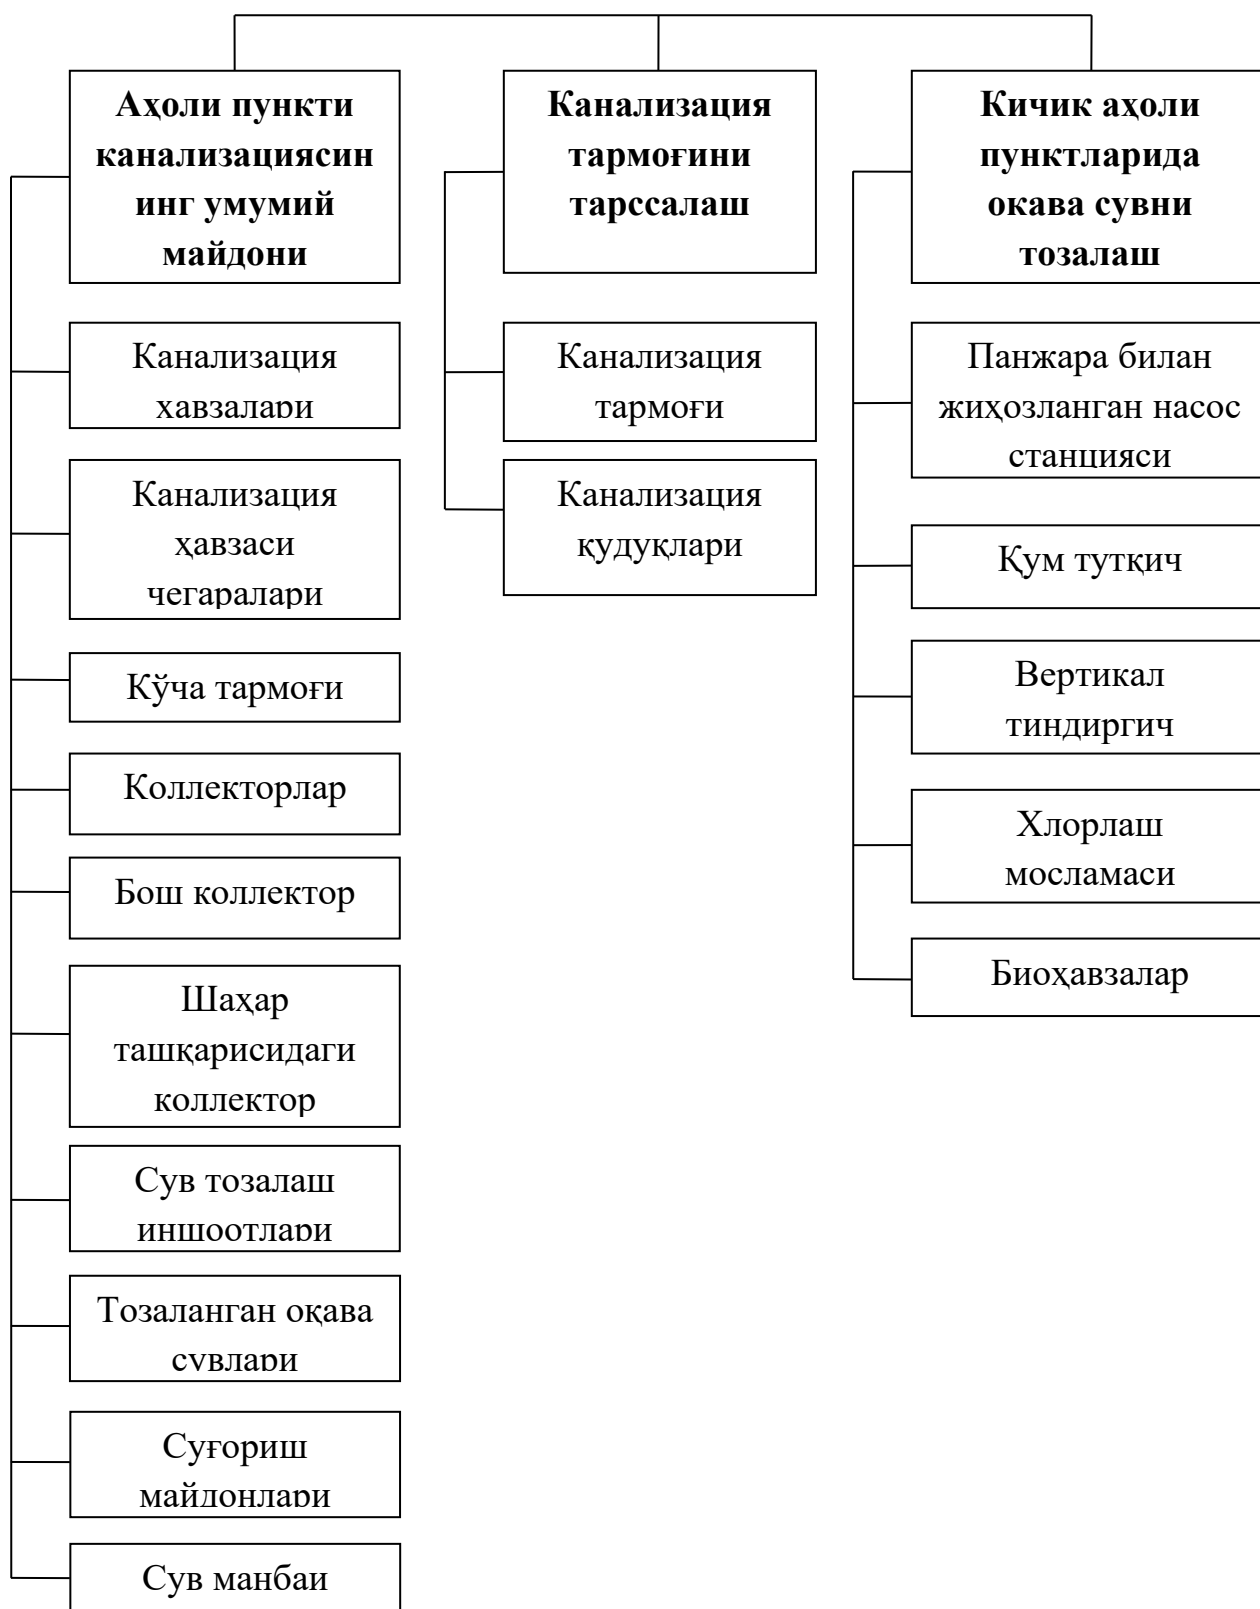 Аҳоли пункти
канализациясин
инг умумий
майдони
Канализация
хавзалари
Канализация
ҳавзаси
чегаралари
Кўча тармоғи
Коллекторлар
Бош коллектор
Шаҳар
ташқарисидаги
коллектор
Сув тозалаш
иншоотлари
Тозаланган оқава
сувлари
Суғориш
майдонлари
Сув манбаи
Канализация
тармоғини
тарссалаш
Канализация
тармоғи
Канализация
қудуқлари
Кичик аҳоли
пунктларида
окава сувни
тозалаш
Панжара билан
жиҳозланган насос
станцияси
Қум тутқич
Вертикал
тиндиргич
Хлорлаш
мосламаси
Биоҳавзалар